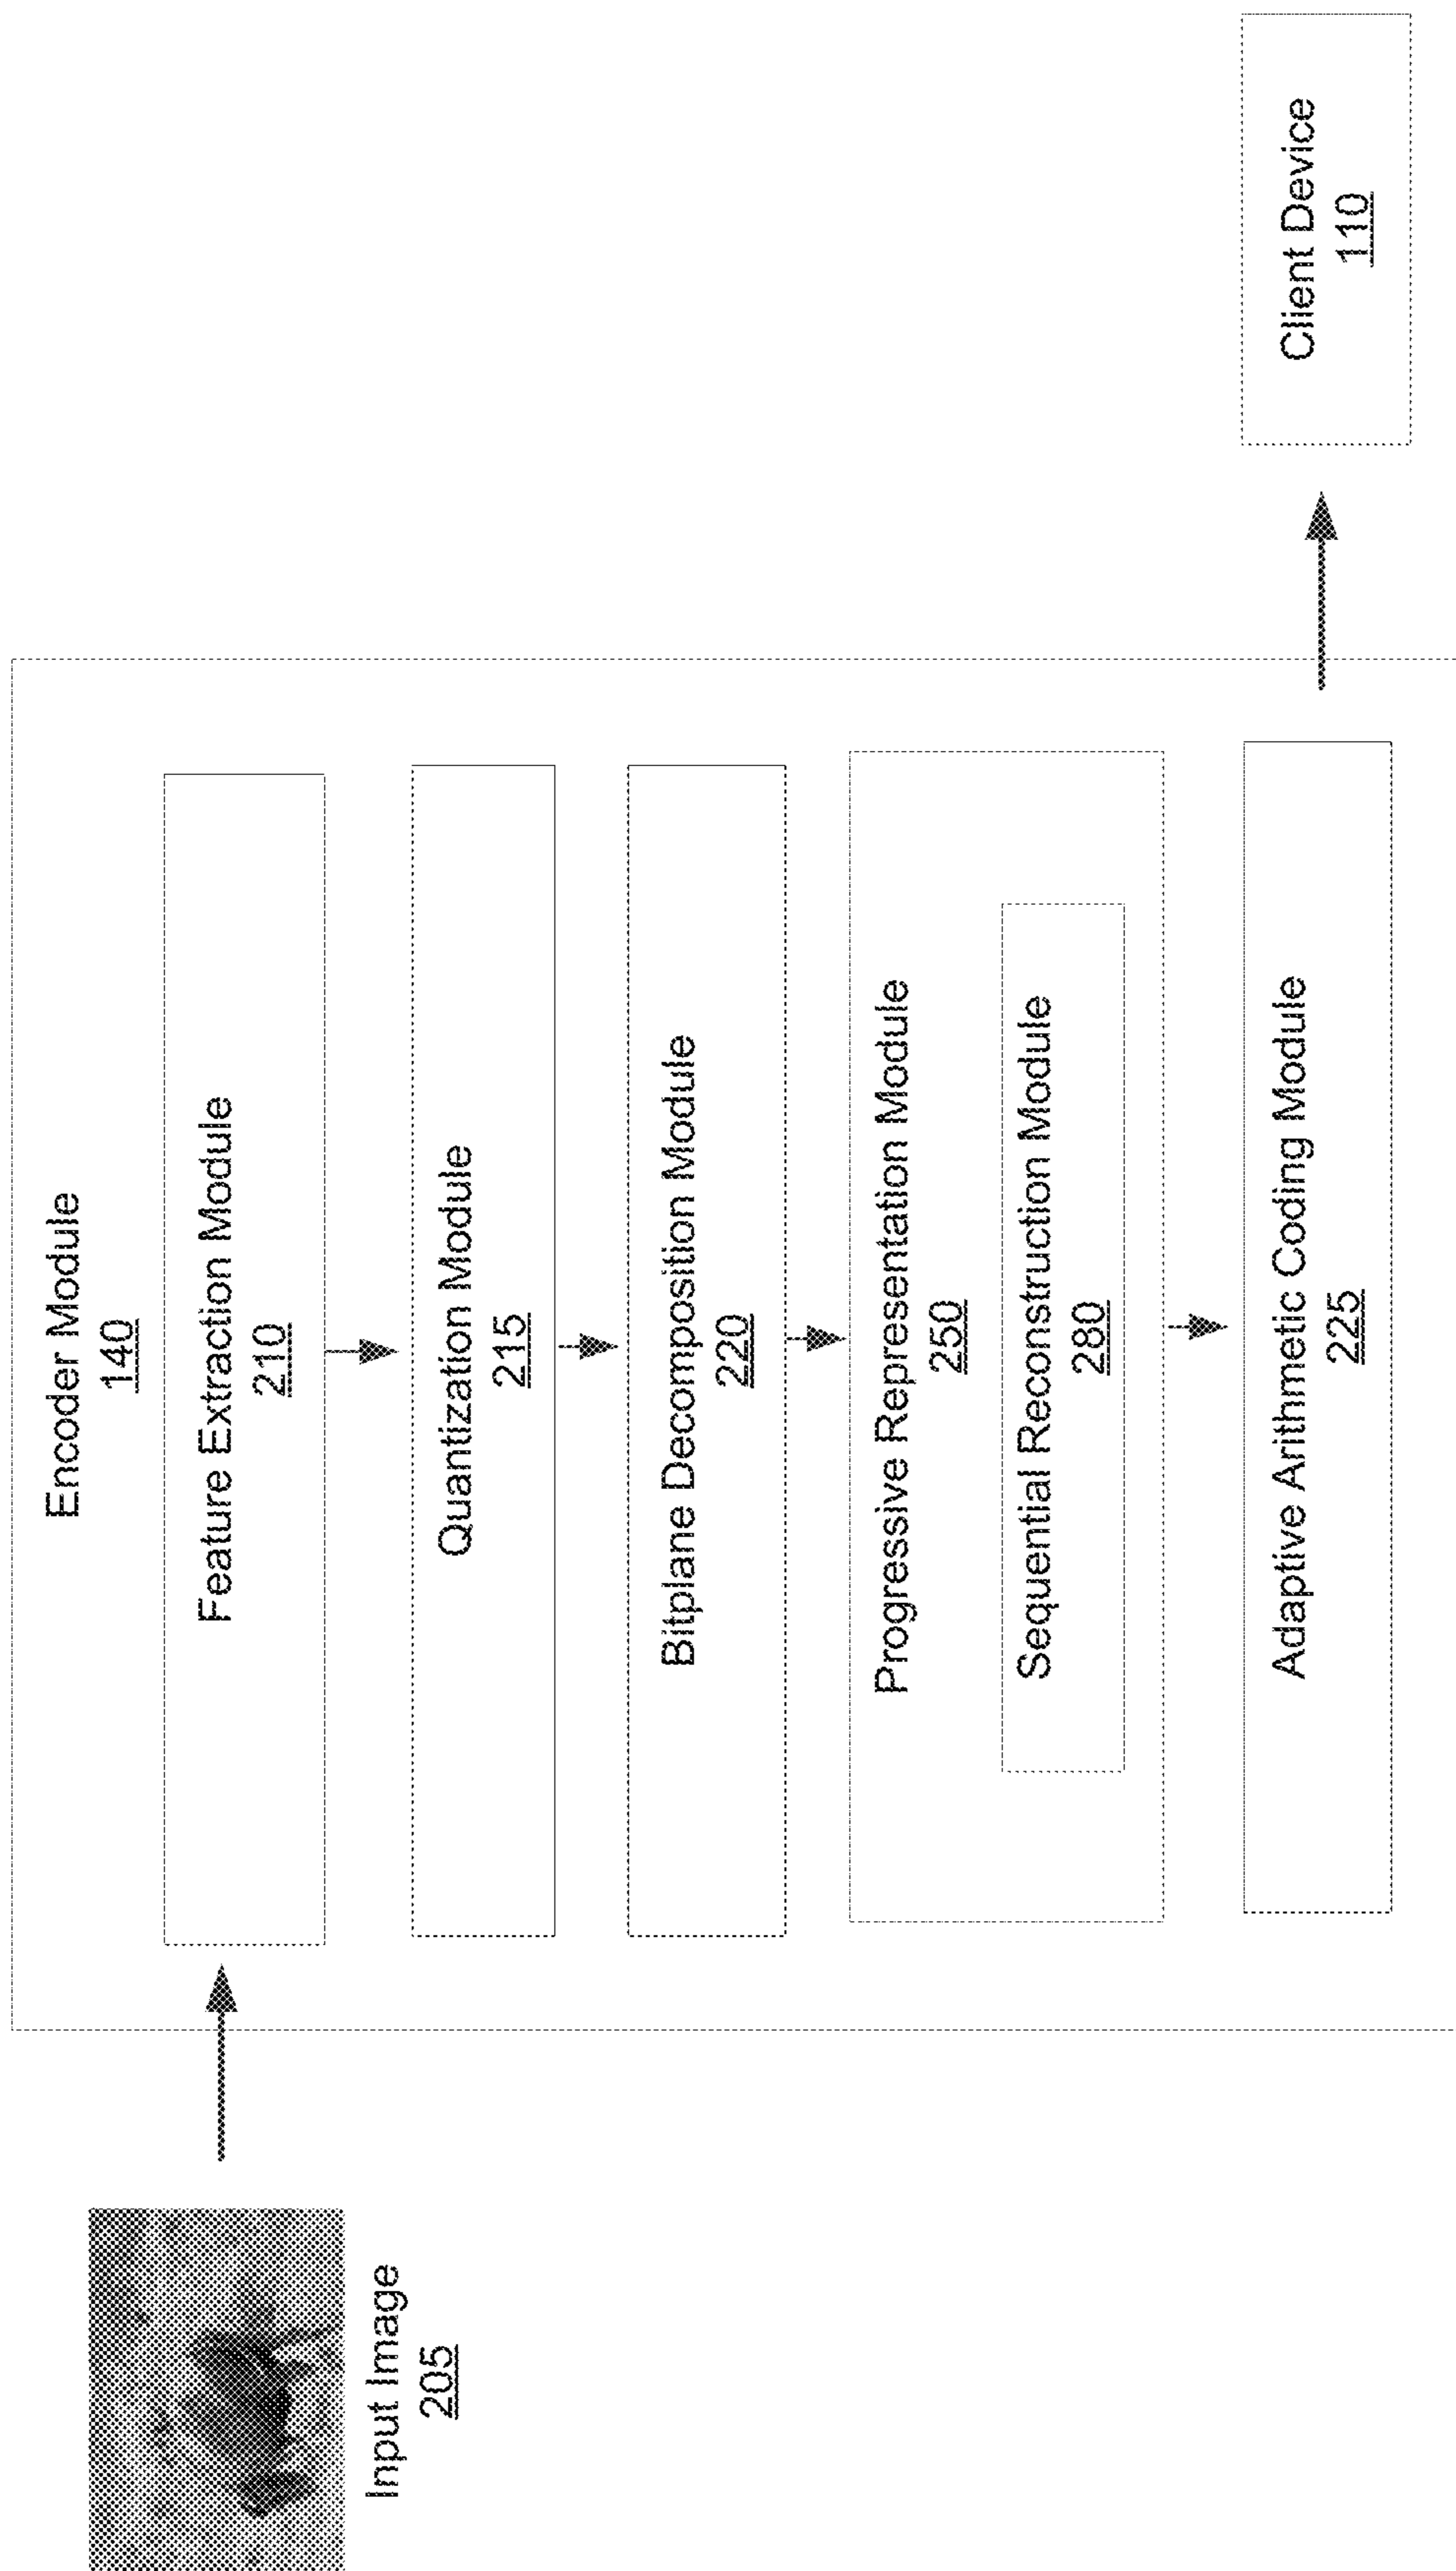 Input Image
205
Encoder Module
140
Feature Extraction Module
210
Quantization Module
215
Bitplane Decomposition Module
220
Progressive Representation Module
250
Sequential Reconstruction Module
280
Adaptive Arithmetic Coding Module
225
Client Device
110